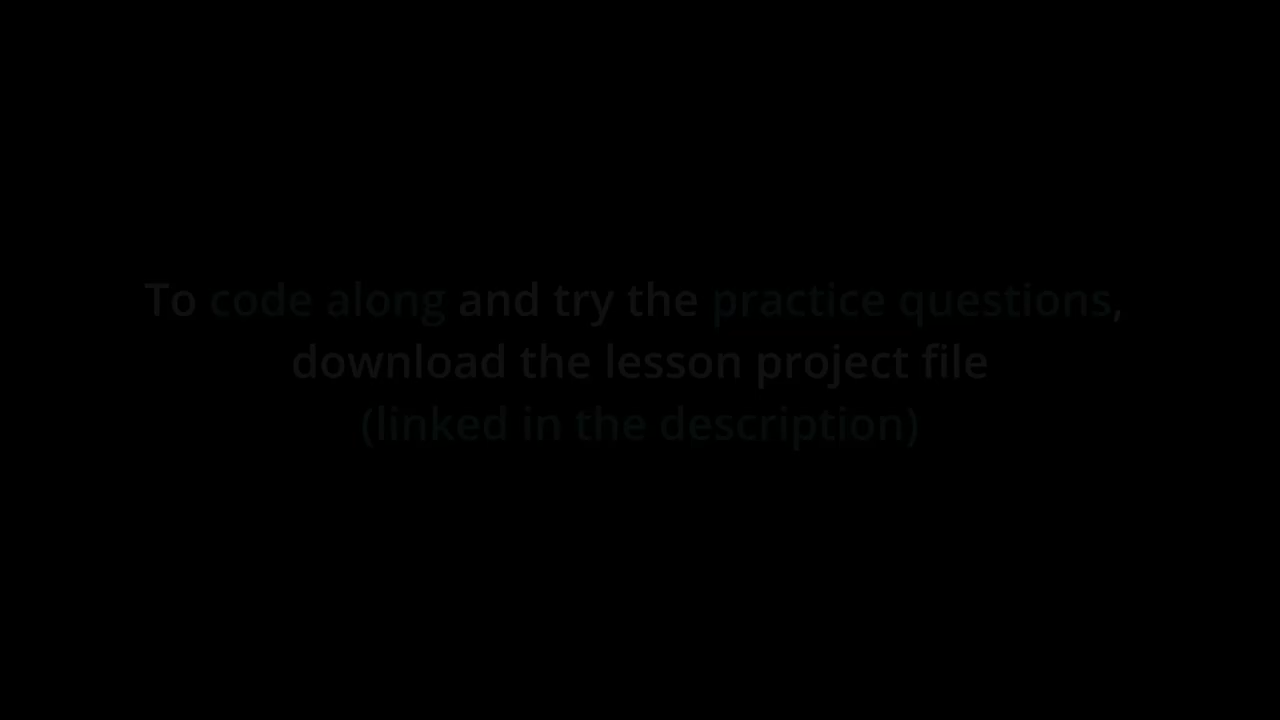 To code along and try the practice questions,
download the lesson project file
(linked in the description)